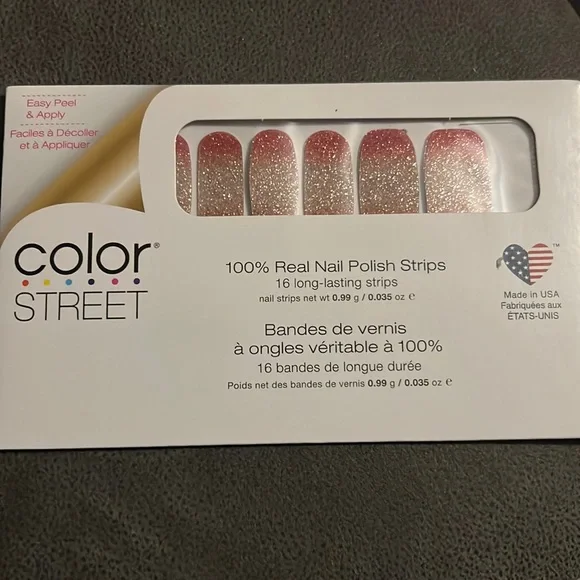 Easy Peel
& Apply
Faciles à Décoller
et à Appliquer
color®
STREET
100% Real Nail Polish Strips
16 long-lasting strips
nail strips net wt 0.99 g / 0.035 oz ℮
Bandes de vernis
à ongles véritable à 100%
16 bandes de longue durée
Poids net des bandes de vernis 0.99 g / 0.035 oz ℮
TM
Made in USA
Fabriquées aux
ÉTATS-UNIS